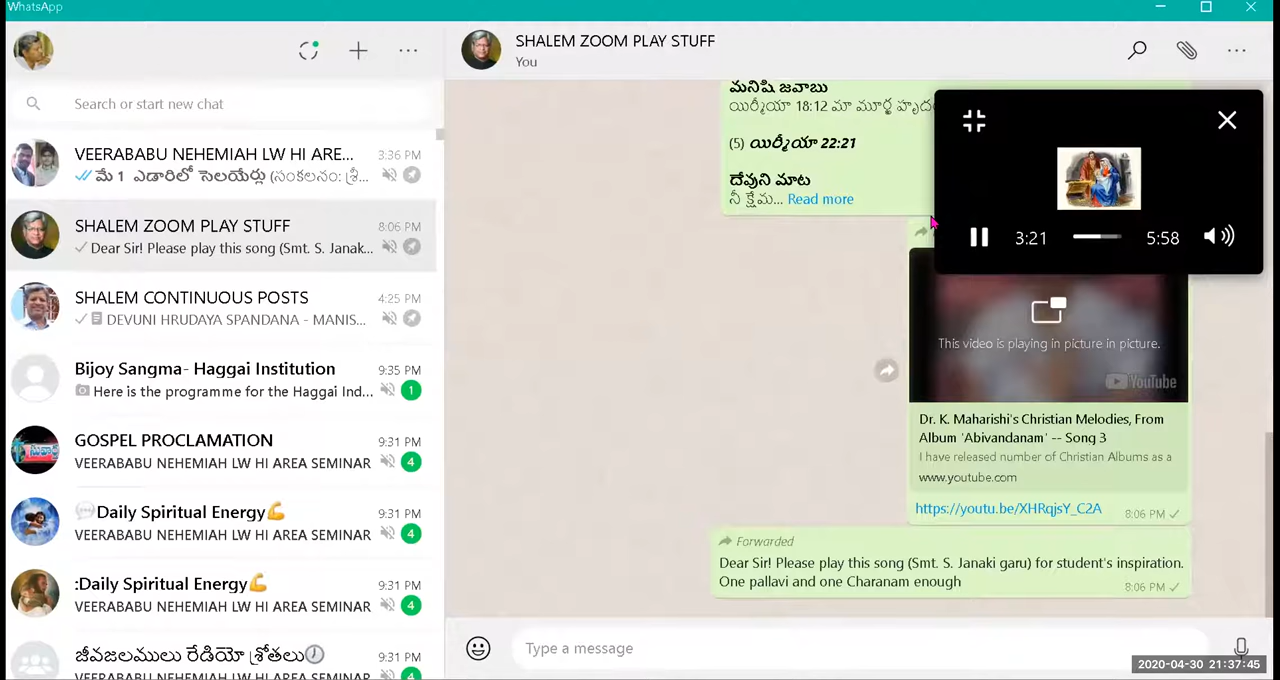 WhatsApp
Search or start new chat
VEERABABU NEHEMIAH LW HI ARE...
3:36 PM
మే 1 ఎడారిలో సెలయేర్లు (సంకలనం: శ్రీ...
SHALEM ZOOM PLAY STUFF
8:06 PM
Dear Sir! Please play this song (Smt. S. Janak...
SHALEM CONTINUOUS POSTS
4:25 PM
DEVUNI HRUDAYA SPANDANA - MANIS...
Bijoy Sangma- Haggai Institution
9:35 PM
Here is the programme for the Haggai Ind...
1
GOSPEL PROCLAMATION
9:31 PM
VEERABABU NEHEMIAH LW HI AREA SEMINAR
4
Daily Spiritual Energy
9:31 PM
VEERABABU NEHEMIAH LW HI AREA SEMINAR
4
:Daily Spiritual Energy
9:31 PM
VEERABABU NEHEMIAH LW HI AREA SEMINAR
4
జీవజలములు రేడియో శ్రోతలు
9:31 PM
VEERABABU NEHEMIAH LW HI AREA SEMINAR
4
SHALEM ZOOM PLAY STUFF
You
మనిషి జవాబు
యిర్మీయా 18:12 మా మూర్ఖ హృద
(5) యిర్మీయా 22:21
దేవుని మాట
నీ క్షేమ... Read more
3:21
5:58
This video is playing in picture in picture.
YouTube
Dr. K. Maharishi's Christian Melodies, From
Album 'Abivandanam' -- Song 3
I have released number of Christian Albums as a
www.youtube.com
https://youtu.be/XHRqjsY_C2A
8:06 PM
Forwarded
Dear Sir! Please play this song (Smt. S. Janaki garu) for student's inspiration.
One pallavi and one Charanam enough
8:06 PM
Type a message
2020-04-30 21:37:45